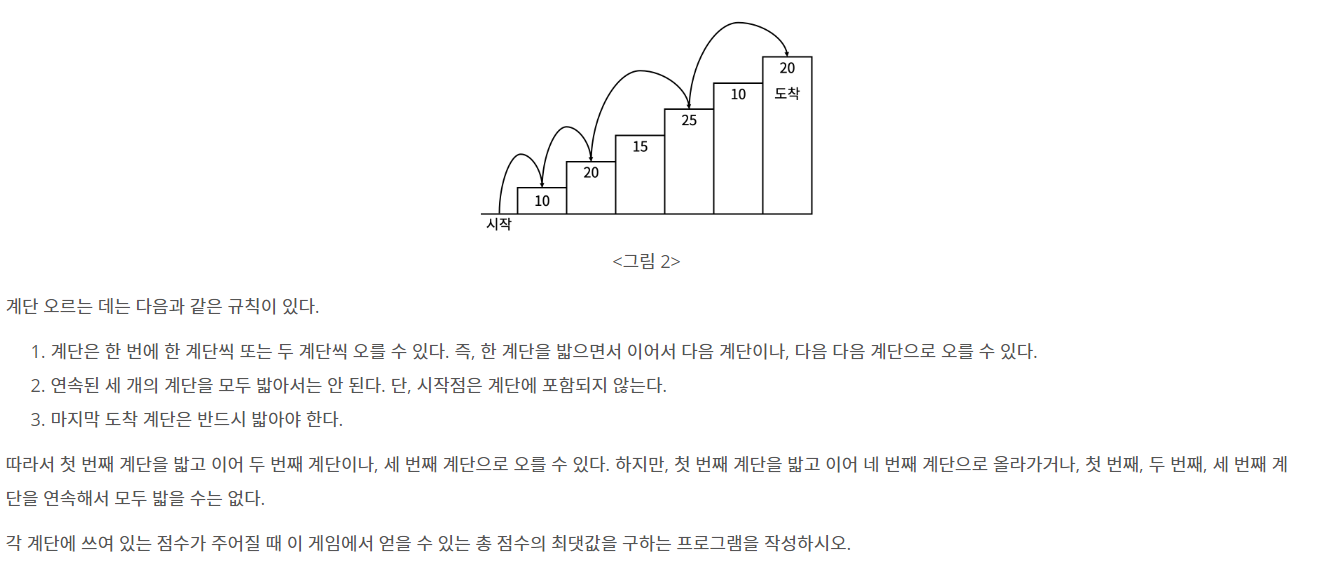 20
도착
10
25
15
20
10
시작
<그림 2>
계단 오르는 데는 다음과 같은 규칙이 있다.
1. 계단은 한 번에 한 계단씩 또는 두 계단씩 오를 수 있다. 즉, 한 계단을 밟으면서 이어서 다음 계단이나, 다음 다음 계단으로 오를 수 있다.
2. 연속된 세 개의 계단을 모두 밟아서는 안 된다. 단, 시작점은 계단에 포함되지 않는다.
3. 마지막 도착 계단은 반드시 밟아야 한다.
따라서 첫 번째 계단을 밟고 이어 두 번째 계단이나, 세 번째 계단으로 오를 수 있다. 하지만, 첫 번째 계단을 밟고 이어 네 번째 계단으로 올라가거나, 첫 번째, 두 번째, 세 번째 계
단을 연속해서 모두 밟을 수는 없다.
각 계단에 쓰여 있는 점수가 주어질 때 이 게임에서 얻을 수 있는 총 점수의 최댓값을 구하는 프로그램을 작성하시오.